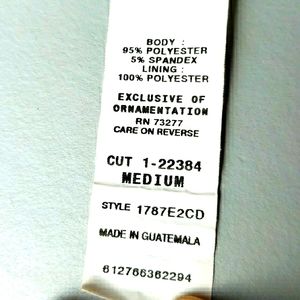 BODY :
95% POLYESTER
5% SPANDEX
LINING :
100% POLYESTER
EXCLUSIVE OF
ORNAMENTATION
RN 73277
CARE ON REVERSE
CUT 1-22384
MEDIUM
STYLE 1787E2CD
MADE IN GUATEMALA
612766362294